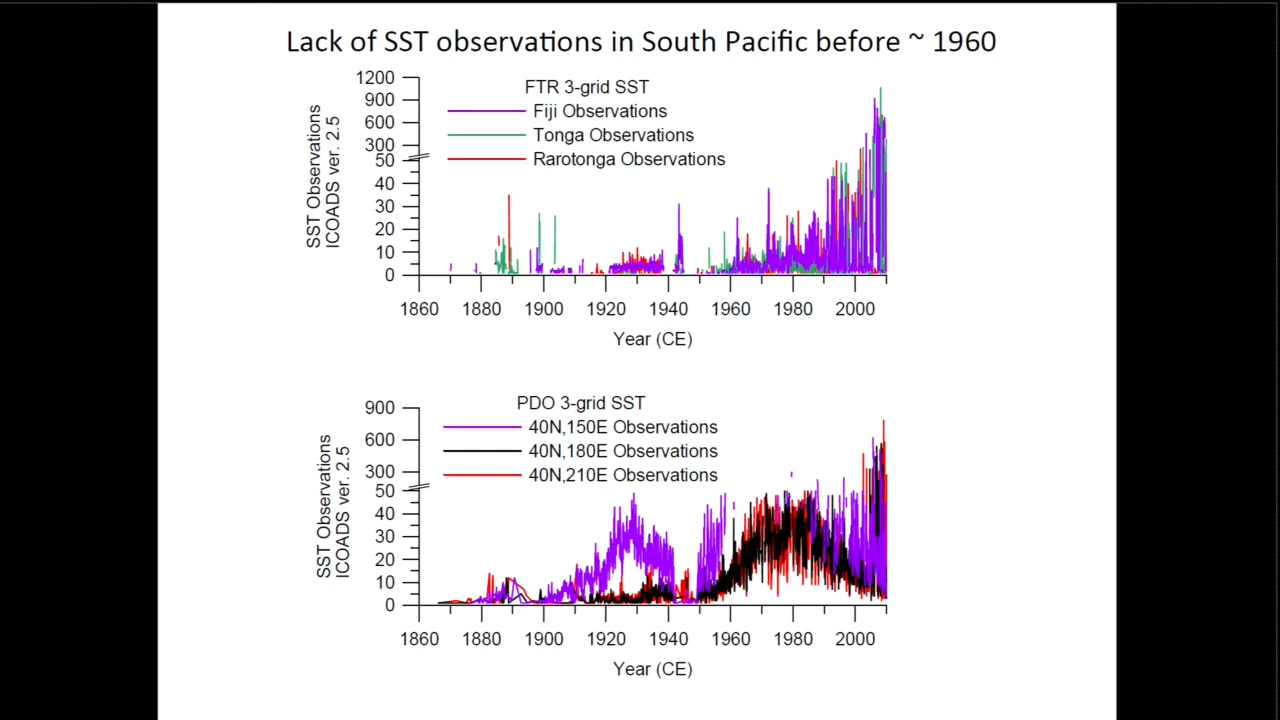 Lack of SST observations in South Pacific before ~ 1960
FTR 3-grid SST
Fiji Observations
Tonga Observations
Rarotonga Observations
SST Observations
ICOADS ver. 2.5
1200
900
600
300
50
40
30
20
10
0
1860 1880 1900 1920 1940 1960 1980 2000
Year (CE)
PDO 3-grid SST
40N,150E Observations
40N,180E Observations
40N,210E Observations
SST Observations
ICOADS ver. 2.5
900
600
300
50
40
30
20
10
0
1860 1880 1900 1920 1940 1960 1980 2000
Year (CE)